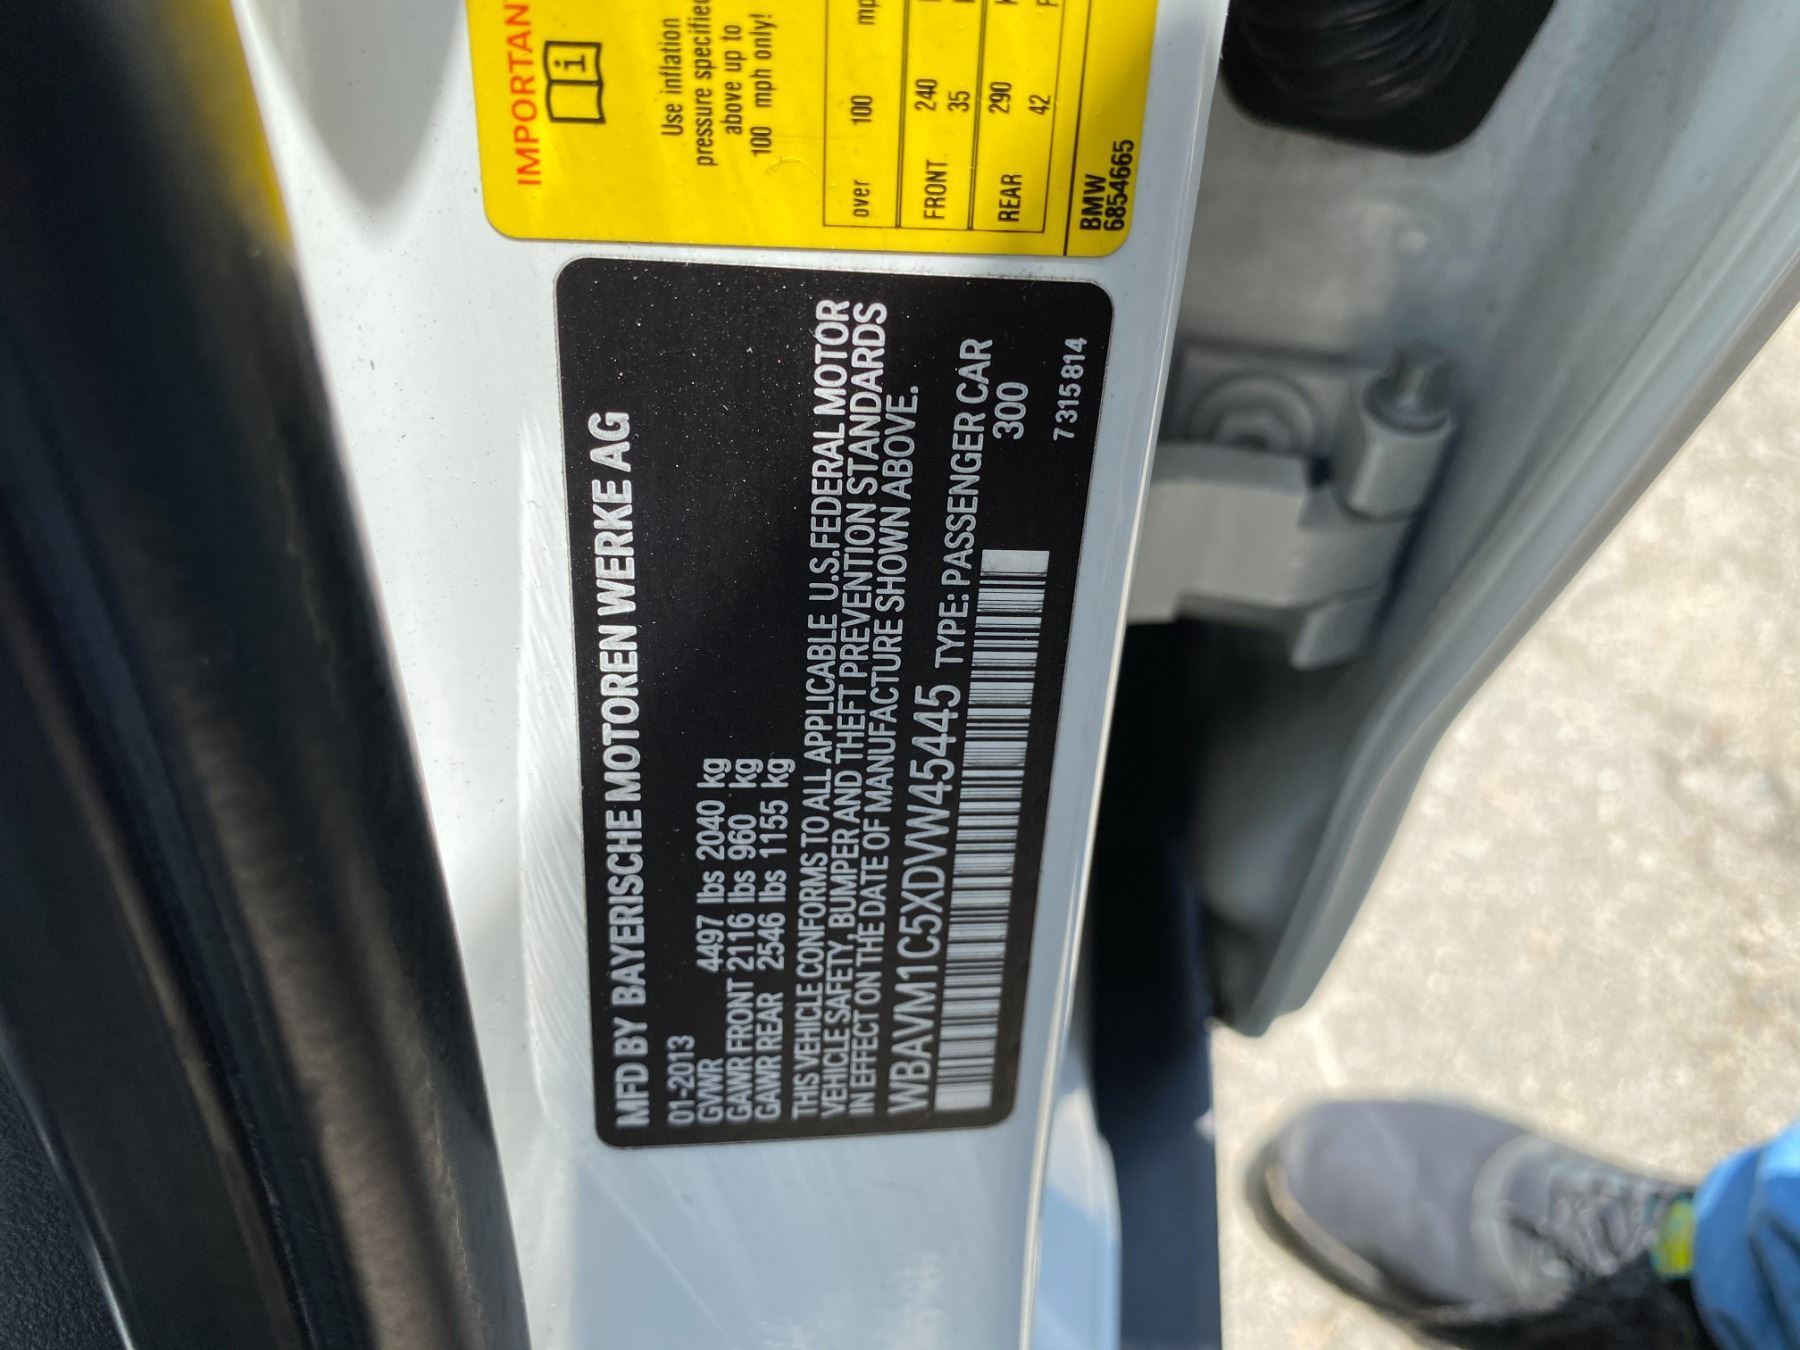 MFD BY BAYERISCHE MOTOREN WERKE AG
01-2013
GVWR 4497 lbs 2040 kg
GAWR FRONT 2116 lbs 960 kg
GAWR REAR 2546 lbs 1155 kg
THIS VEHICLE CONFORMS TO ALL APPLICABLE U.S.FEDERAL MOTOR
VEHICLE SAFETY, BUMPER AND THEFT PREVENTION STANDARDS
IN EFFECT ON THE DATE OF MANUFACTURE SHOWN ABOVE.
WBAVM1C5XDVW45445 TYPE: PASSENGER CAR
300
7315814
IMPORTAN
i
Use inflation
pressure specified
above up to
100 mph only!
over 100 mp
FRONT 240
35
REAR 290
42
BMW
6854665